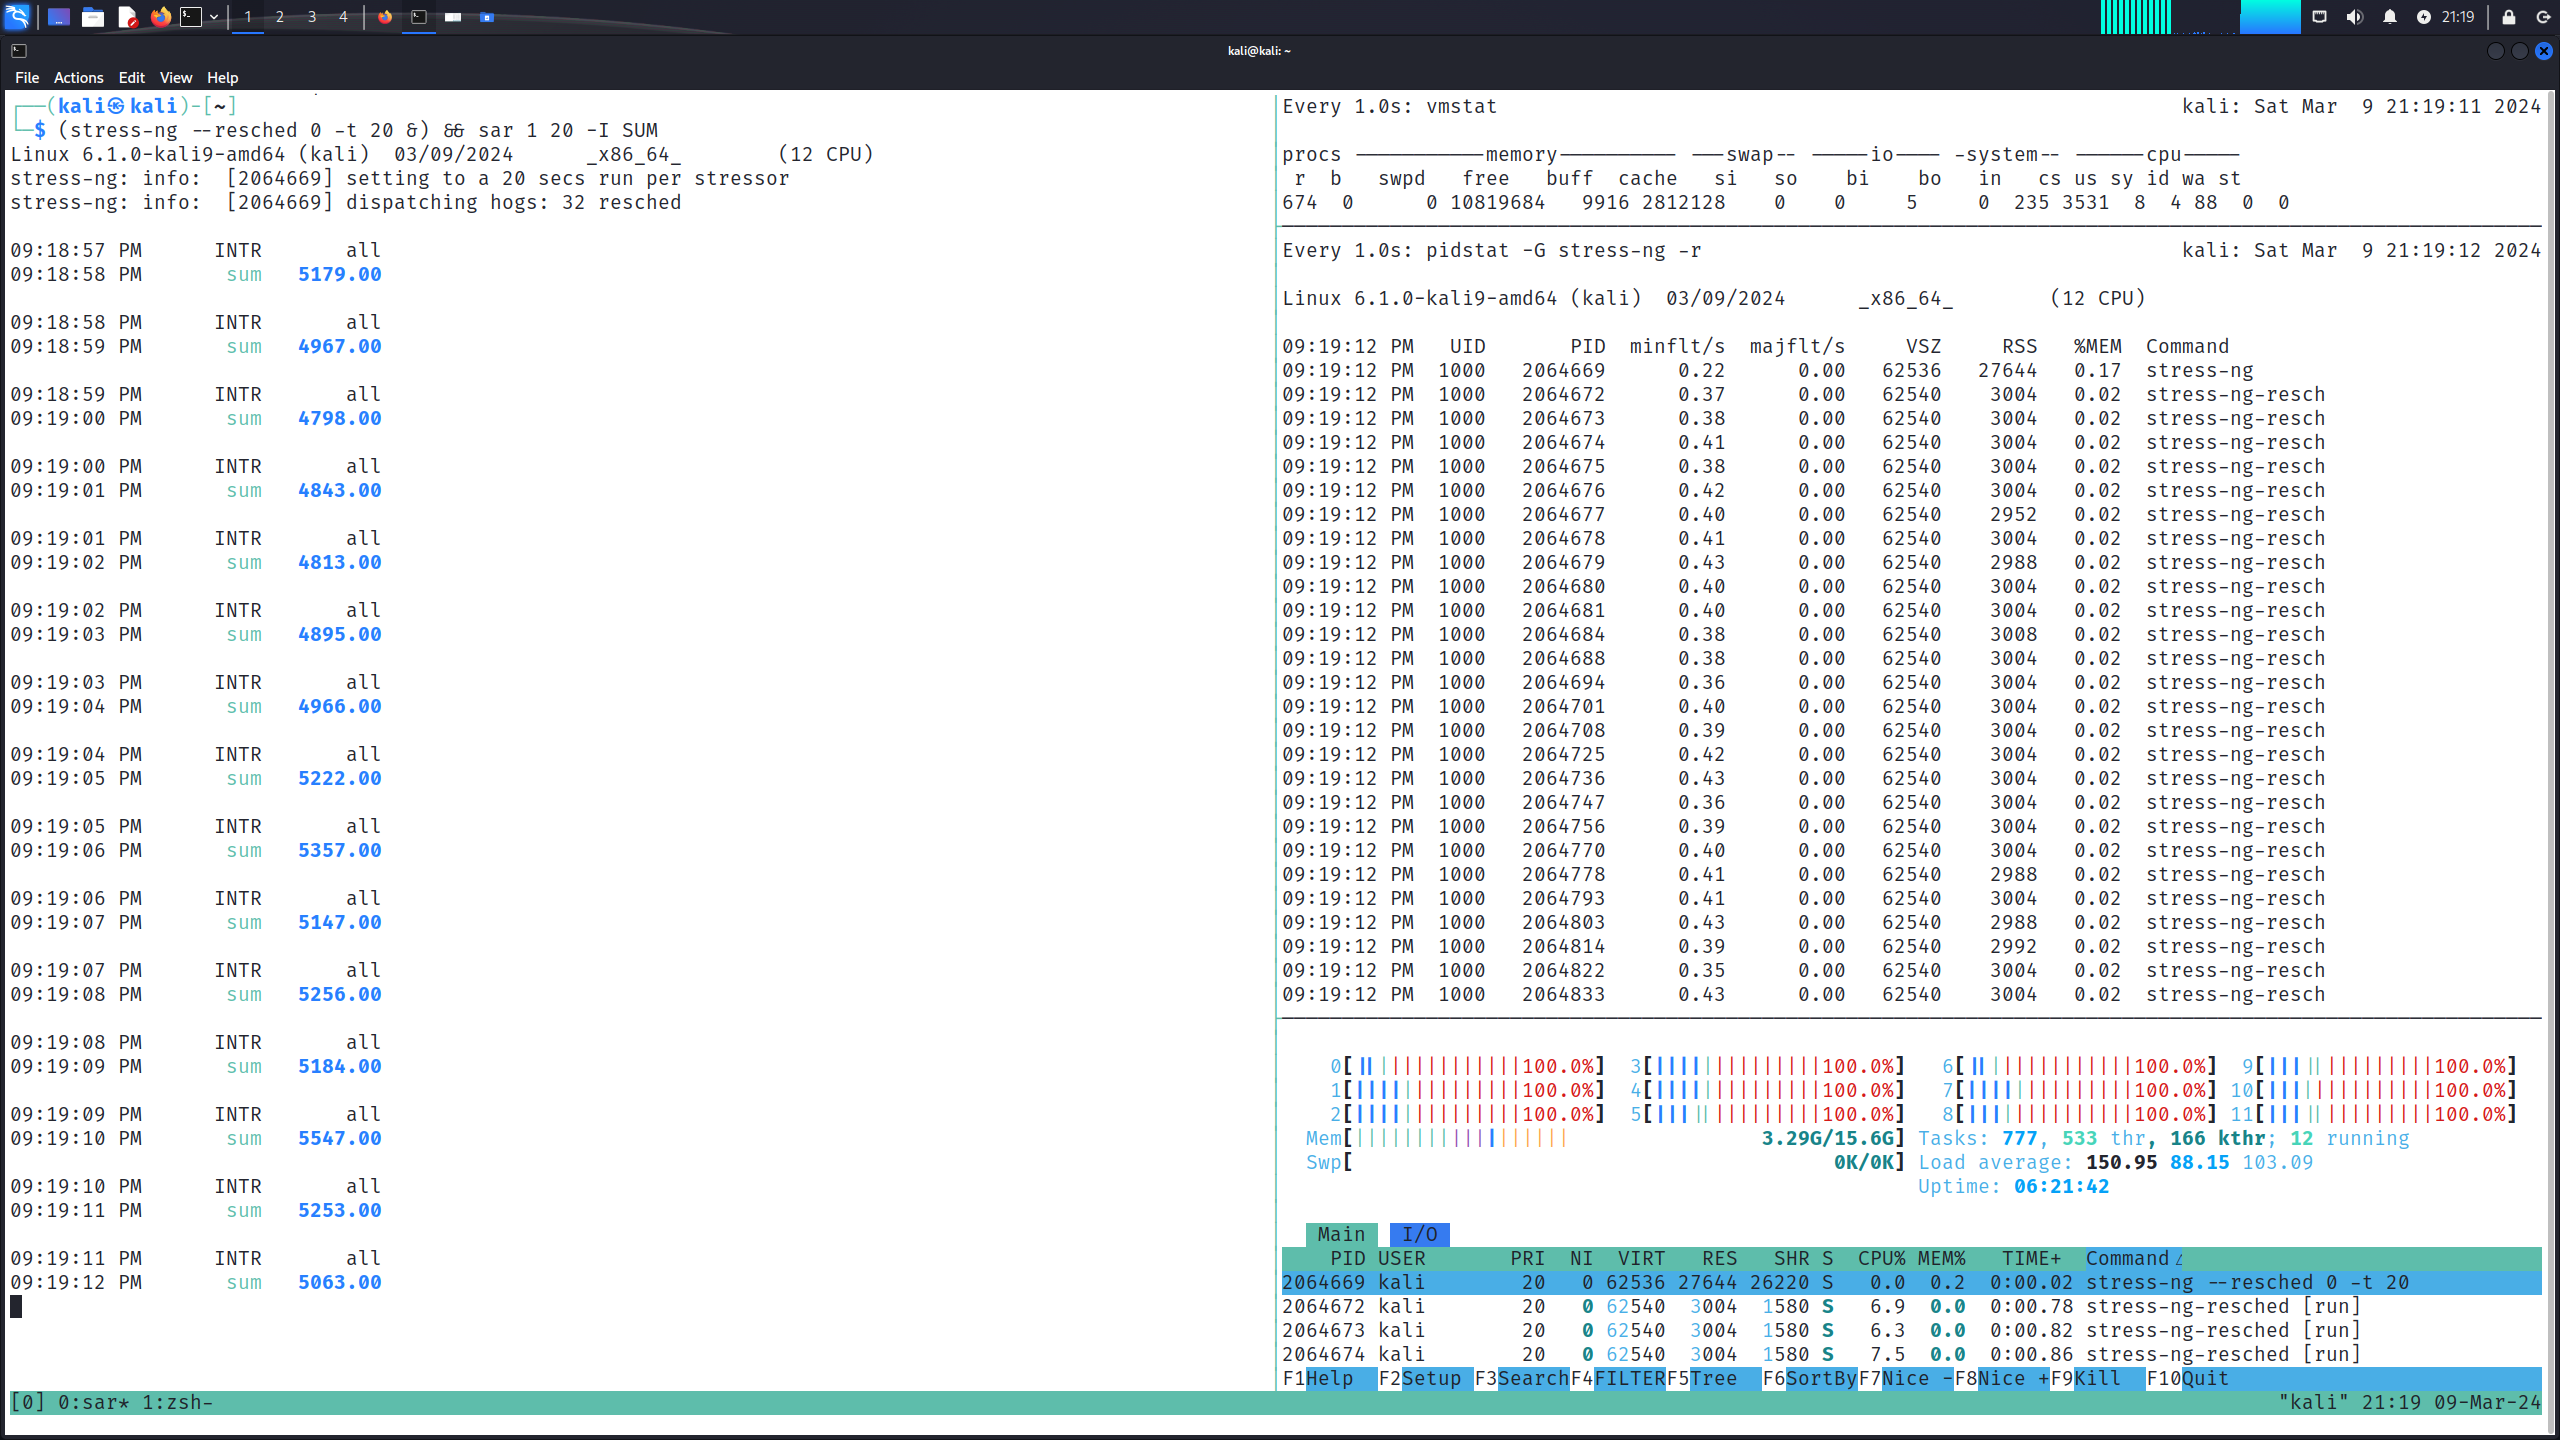 1 2 3 4
21:19
kali@kali: ~
File Actions Edit View Help
┌──(kali㉿kali)-[~]
└─$ (stress-ng --resched 0 -t 20 &) && sar 1 20 -I SUM
Linux 6.1.0-kali9-amd64 (kali) 03/09/2024 _x86_64_ (12 CPU)
stress-ng: info: [2064669] setting to a 20 secs run per stressor
stress-ng: info: [2064669] dispatching hogs: 32 resched
09:18:57 PM INTR all
09:18:58 PM sum 5179.00
09:18:58 PM INTR all
09:18:59 PM sum 4967.00
09:18:59 PM INTR all
09:19:00 PM sum 4798.00
09:19:00 PM INTR all
09:19:01 PM sum 4843.00
09:19:01 PM INTR all
09:19:02 PM sum 4813.00
09:19:02 PM INTR all
09:19:03 PM sum 4895.00
09:19:03 PM INTR all
09:19:04 PM sum 4966.00
09:19:04 PM INTR all
09:19:05 PM sum 5222.00
09:19:05 PM INTR all
09:19:06 PM sum 5357.00
09:19:06 PM INTR all
09:19:07 PM sum 5147.00
09:19:07 PM INTR all
09:19:08 PM sum 5256.00
09:19:08 PM INTR all
09:19:09 PM sum 5184.00
09:19:09 PM INTR all
09:19:10 PM sum 5547.00
09:19:10 PM INTR all
09:19:11 PM sum 5253.00
09:19:11 PM INTR all
09:19:12 PM sum 5063.00
Every 1.0s: vmstat kali: Sat Mar 9 21:19:11 2024
procs -----------memory---------- ---swap-- -----io---- -system-- ------cpu-----
r b swpd free buff cache si so bi bo in cs us sy id wa st
674 0 0 10819684 9916 2812128 0 0 5 0 235 3531 8 4 88 0 0
Every 1.0s: pidstat -G stress-ng -r kali: Sat Mar 9 21:19:12 2024
Linux 6.1.0-kali9-amd64 (kali) 03/09/2024 _x86_64_ (12 CPU)
09:19:12 PM UID PID minflt/s majflt/s VSZ RSS %MEM Command
09:19:12 PM 1000 2064669 0.22 0.00 62536 27644 0.17 stress-ng
09:19:12 PM 1000 2064672 0.37 0.00 62540 3004 0.02 stress-ng-resch
09:19:12 PM 1000 2064673 0.38 0.00 62540 3004 0.02 stress-ng-resch
09:19:12 PM 1000 2064674 0.41 0.00 62540 3004 0.02 stress-ng-resch
09:19:12 PM 1000 2064675 0.38 0.00 62540 3004 0.02 stress-ng-resch
09:19:12 PM 1000 2064676 0.42 0.00 62540 3004 0.02 stress-ng-resch
09:19:12 PM 1000 2064677 0.40 0.00 62540 2952 0.02 stress-ng-resch
09:19:12 PM 1000 2064678 0.41 0.00 62540 3004 0.02 stress-ng-resch
09:19:12 PM 1000 2064679 0.43 0.00 62540 2988 0.02 stress-ng-resch
09:19:12 PM 1000 2064680 0.40 0.00 62540 3004 0.02 stress-ng-resch
09:19:12 PM 1000 2064681 0.40 0.00 62540 3004 0.02 stress-ng-resch
09:19:12 PM 1000 2064684 0.38 0.00 62540 3008 0.02 stress-ng-resch
09:19:12 PM 1000 2064688 0.38 0.00 62540 3004 0.02 stress-ng-resch
09:19:12 PM 1000 2064694 0.36 0.00 62540 3004 0.02 stress-ng-resch
09:19:12 PM 1000 2064701 0.40 0.00 62540 3004 0.02 stress-ng-resch
09:19:12 PM 1000 2064708 0.39 0.00 62540 3004 0.02 stress-ng-resch
09:19:12 PM 1000 2064725 0.42 0.00 62540 3004 0.02 stress-ng-resch
09:19:12 PM 1000 2064736 0.43 0.00 62540 3004 0.02 stress-ng-resch
09:19:12 PM 1000 2064747 0.36 0.00 62540 3004 0.02 stress-ng-resch
09:19:12 PM 1000 2064756 0.39 0.00 62540 3004 0.02 stress-ng-resch
09:19:12 PM 1000 2064770 0.40 0.00 62540 3004 0.02 stress-ng-resch
09:19:12 PM 1000 2064778 0.41 0.00 62540 2988 0.02 stress-ng-resch
09:19:12 PM 1000 2064793 0.41 0.00 62540 3004 0.02 stress-ng-resch
09:19:12 PM 1000 2064803 0.43 0.00 62540 2988 0.02 stress-ng-resch
09:19:12 PM 1000 2064814 0.39 0.00 62540 2992 0.02 stress-ng-resch
09:19:12 PM 1000 2064822 0.35 0.00 62540 3004 0.02 stress-ng-resch
09:19:12 PM 1000 2064833 0.43 0.00 62540 3004 0.02 stress-ng-resch
0[||||||||||||||100.0%] 3[||||||||||||||100.0%] 6[||||||||||||||100.0%] 9[||||||||||||||100.0%]
1[||||||||||||||100.0%] 4[||||||||||||||100.0%] 7[||||||||||||||100.0%] 10[||||||||||||||100.0%]
2[||||||||||||||100.0%] 5[||||||||||||||100.0%] 8[||||||||||||||100.0%] 11[||||||||||||||100.0%]
Mem[|||||||||||||||||| 3.29G/15.6G] Tasks: 777, 533 thr, 166 kthr; 12 running
Swp[ 0K/0K] Load average: 150.95 88.15 103.09
Uptime: 06:21:42
Main I/O
PID USER PRI NI VIRT RES SHR S CPU% MEM% TIME+ Command△
2064669 kali 20 0 62536 27644 26220 S 0.0 0.2 0:00.02 stress-ng --resched 0 -t 20
2064672 kali 20 0 62540 3004 1580 S 6.9 0.0 0:00.78 stress-ng-resched [run]
2064673 kali 20 0 62540 3004 1580 S 6.3 0.0 0:00.82 stress-ng-resched [run]
2064674 kali 20 0 62540 3004 1580 S 7.5 0.0 0:00.86 stress-ng-resched [run]
F1Help F2Setup F3SearchF4FILTERF5Tree F6SortByF7Nice -F8Nice +F9Kill F10Quit
[0] 0:sar* 1:zsh- "kali" 21:19 09-Mar-24